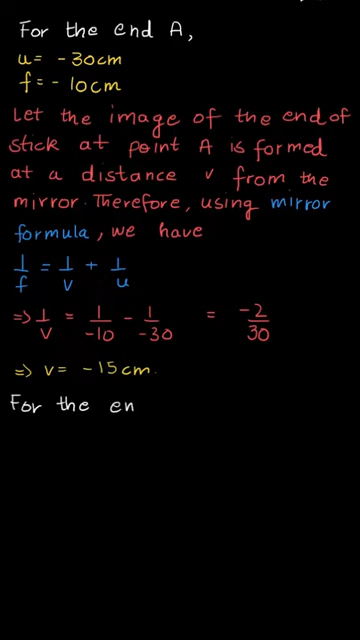 For the end A,
u = -30cm
f = - 10cm
Let the image of the end of
stick at point A is formed
at a distance v from the
mirror. Therefore, using mirror
formula, we have
1/f = 1/v + 1/u
=> 1/v = 1/-10 - 1/-30 = -2/30
=> v = -15cm.
For the en